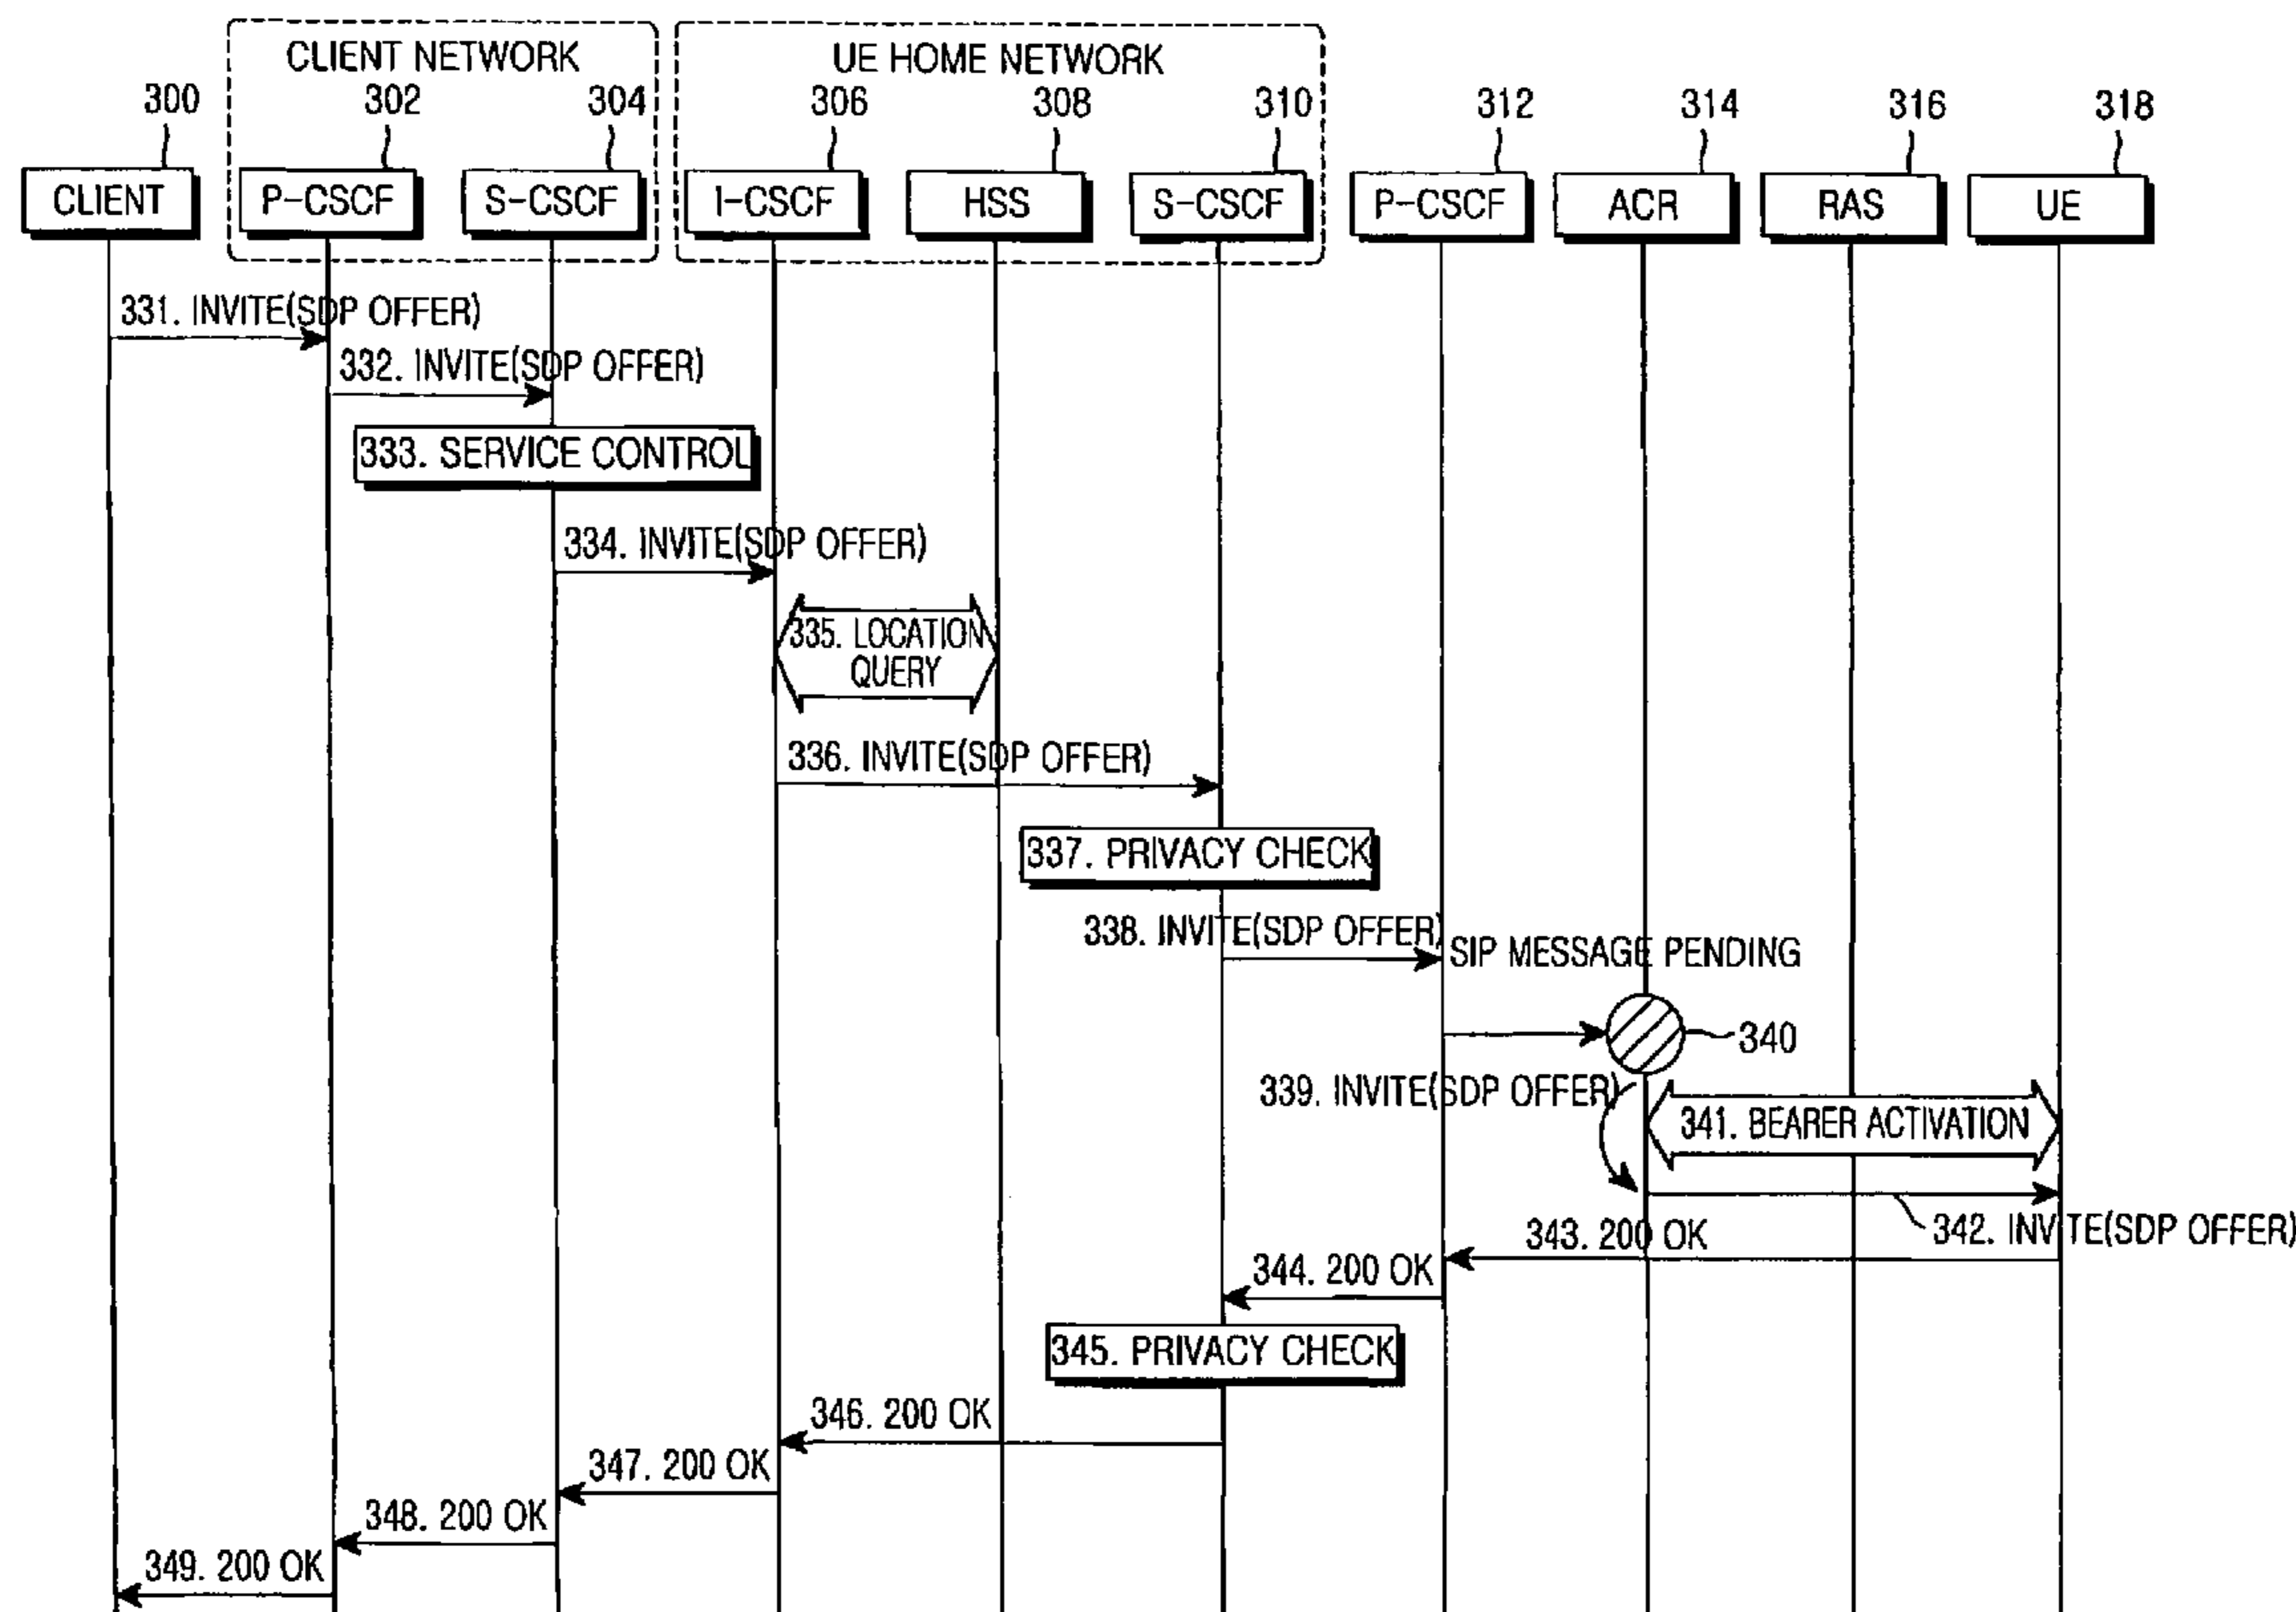 CLIENT NETWORK
UE HOME NETWORK
300
302
304
306
308
310
312
314
316
318
CLIENT
P-CSCF
S-CSCF
I-CSCF
HSS
S-CSCF
P-CSCF
ACR
RAS
UE
331. INVITE(SDP OFFER)
332. INVITE(SDP OFFER)
333. SERVICE CONTROL
334. INVITE(SDP OFFER)
335. LOCATION
QUERY
336. INVITE(SDP OFFER)
337. PRIVACY CHECK
338. INVITE(SDP OFFER)
SIP MESSAGE PENDING
340
339. INVITE(SDP OFFER)
341. BEARER ACTIVATION
342. INVITE(SDP OFFER)
343. 200 OK
344. 200 OK
345. PRIVACY CHECK
346. 200 OK
347. 200 OK
348. 200 OK
349. 200 OK